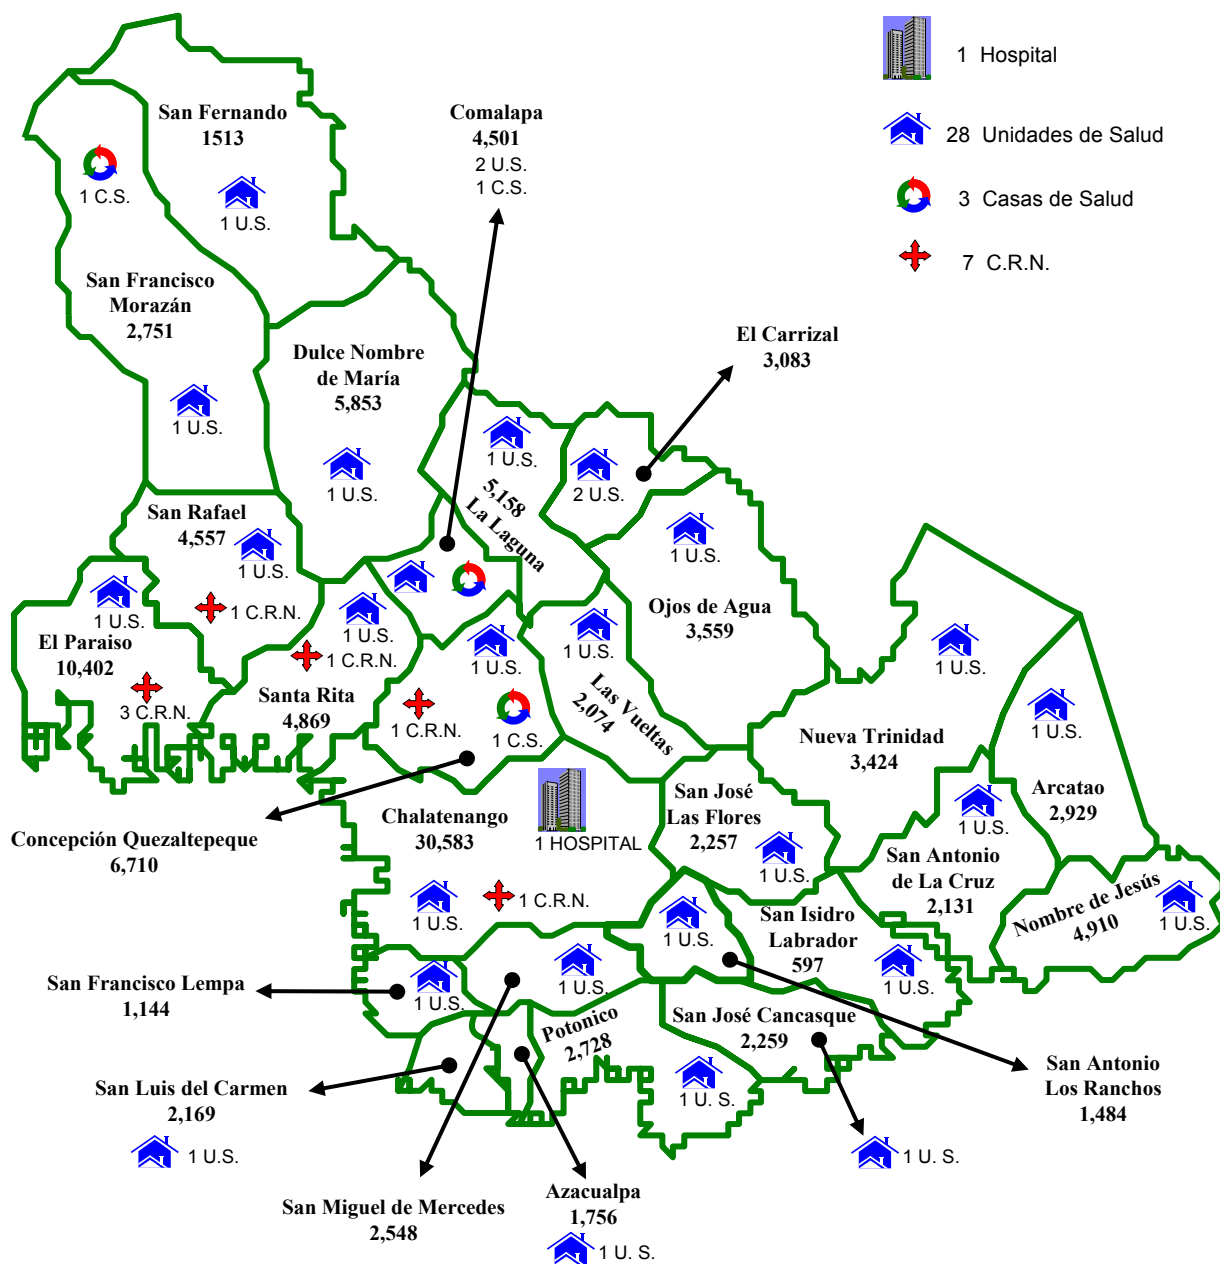 1 Hospital
28 Unidades de Salud
3 Casas de Salud
7 C.R.N.
San Fernando
1513
1 U.S.
1 C.S.
San Francisco
Morazán
2,751
1 U.S.
Comalapa
4,501
2 U.S.
1 C.S.
Dulce Nombre
de María
5,853
1 U.S.
El Carrizal
3,083
2 U.S.
1 U.S.
5,158
La Laguna
San Rafael
4,557
1 U.S.
1 C.R.N.
1 U.S.
El Paraiso
10,402
3 C.R.N.
1 U.S.
1 C.R.N.
Santa Rita
4,869
1 U.S.
1 C.R.N.
1 C.S.
Concepción Quezaltepeque
6,710
1 U.S.
Las Vueltas
2,074
1 U.S.
Ojos de Agua
3,559
1 U.S.
Nueva Trinidad
3,424
1 U.S.
Arcatao
2,929
Chalatenango
30,583
1 HOSPITAL
1 U.S.
1 C.R.N.
San José
Las Flores
2,257
1 U.S.
1 U.S.
San Antonio
de La Cruz
2,131
Nombre de Jesús
4,910
1 U.S.
San Isidro
Labrador
597
1 U.S.
1 U.S.
San Francisco Lempa
1,144
1 U.S.
1 U.S.
Potonico
2,728
1 U. S.
San José Cancasque
2,259
1 U. S.
San Antonio
Los Ranchos
1,484
San Luis del Carmen
2,169
1 U.S.
San Miguel de Mercedes
2,548
Azacualpa
1,756
1 U. S.